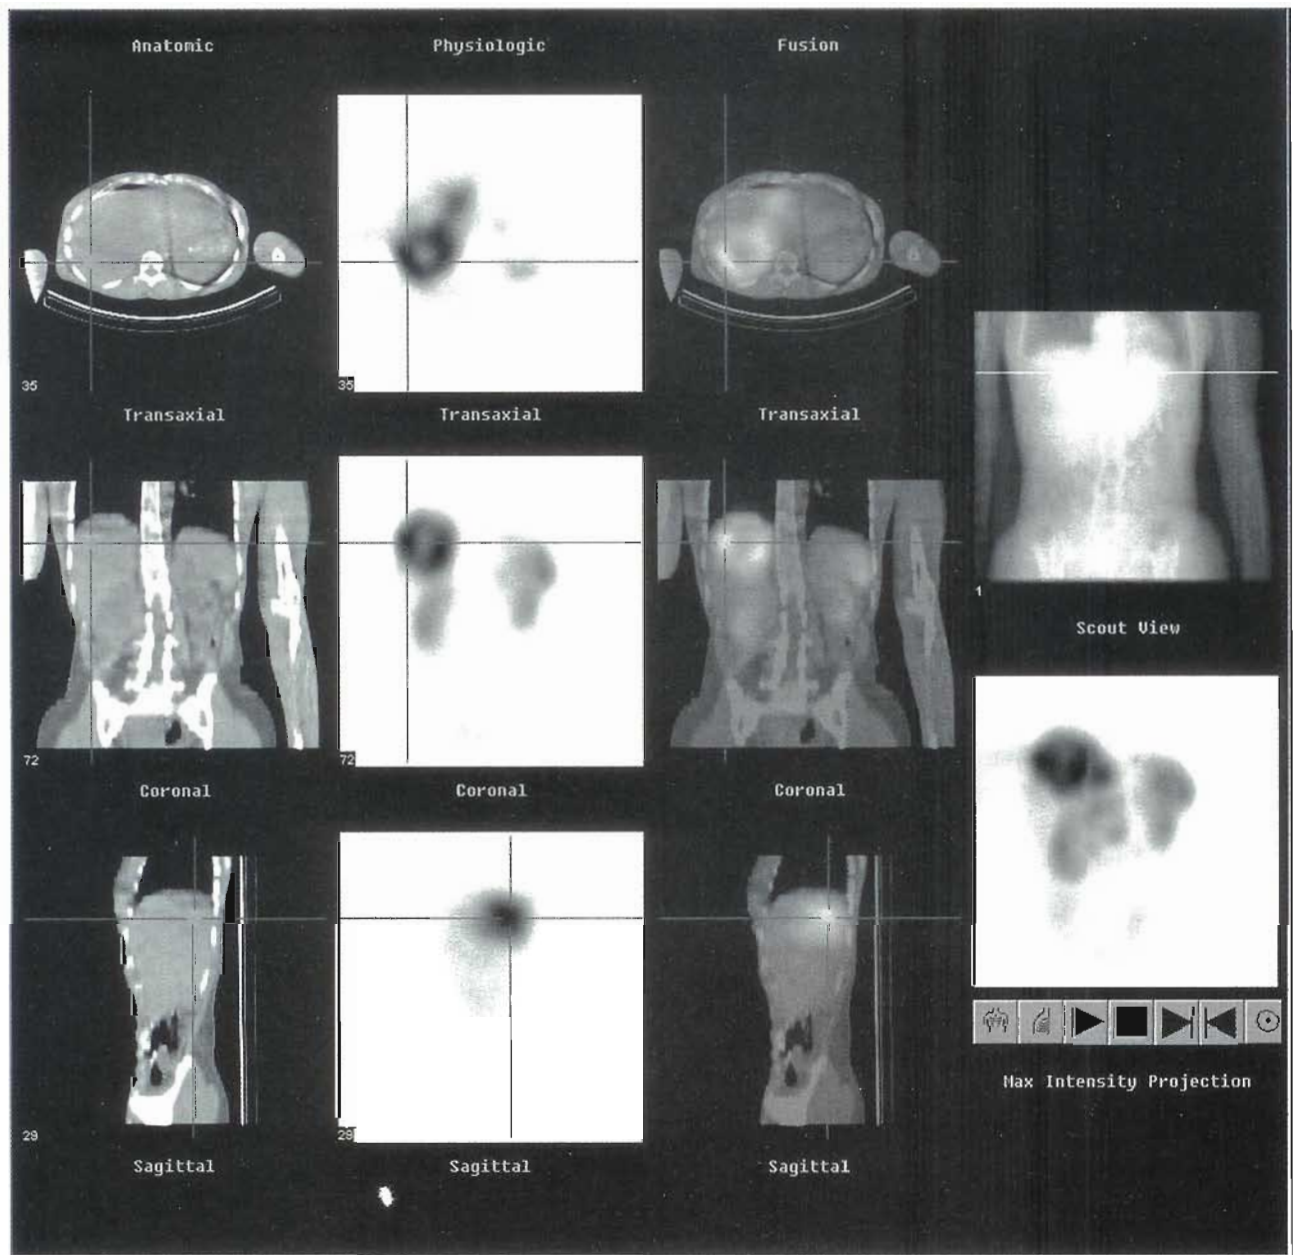 Anatomic Physiologic Fusion
35 35
Transaxial Transaxial Transaxial
1
Scout View
72 72
Coronal Coronal Coronal
Max Intensity Projection
29 29
Sagittal Sagittal Sagittal